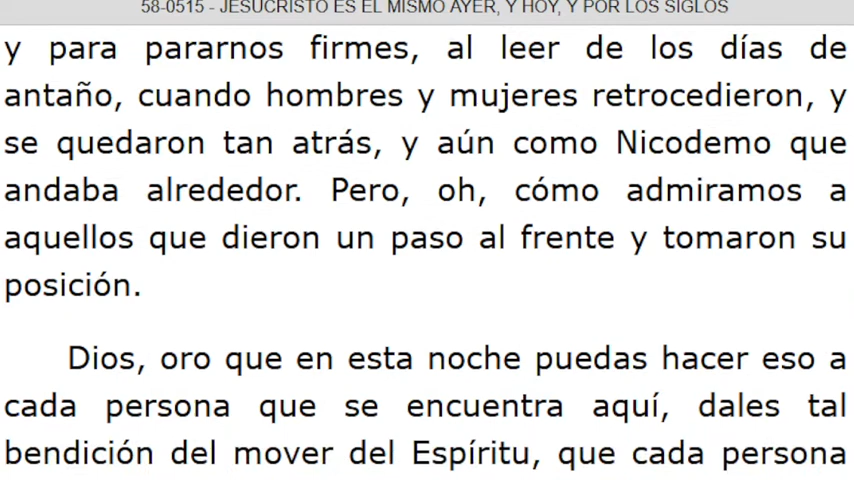 58-0515 - JESUCRISTO ES EL MISMO AYER, Y HOY, Y POR LOS SIGLOS
y para pararnos firmes, al leer de los días de
antaño, cuando hombres y mujeres retrocedieron, y
se quedaron tan atrás, y aún como Nicodemo que
andaba alrededor. Pero, oh, cómo admiramos a
aquellos que dieron un paso al frente y tomaron su
posición.
Dios, oro que en esta noche puedas hacer eso a
cada persona que se encuentra aquí, dales tal
bendición del mover del Espíritu, que cada persona